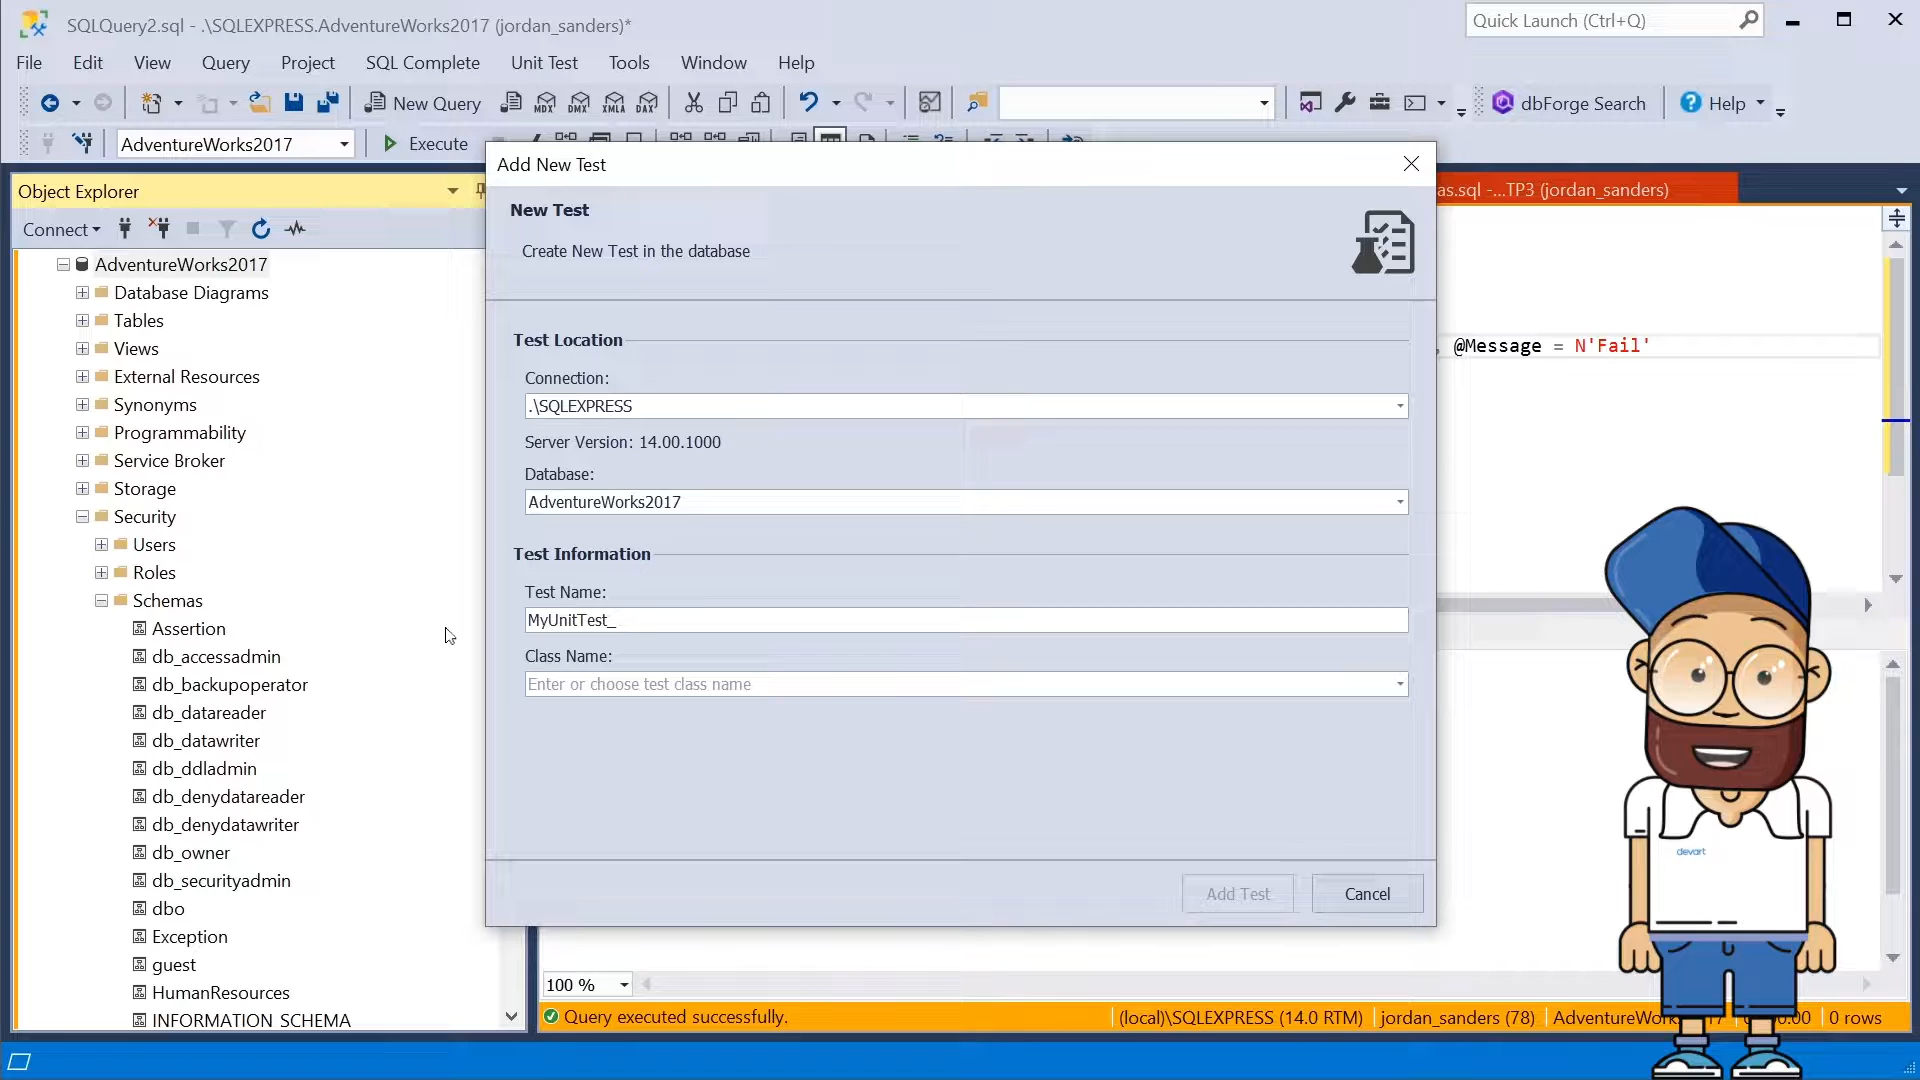 SQLQuery2.sql - .\SQLEXPRESS.AdventureWorks2017 (jordan_sanders)*
Quick Launch (Ctrl+Q)
File Edit View Query Project SQL Complete Unit Test Tools Window Help
New Query MDX DMX XMLA DAX dbForge Search Help
AdventureWorks2017 Execute
Object Explorer
Connect
AdventureWorks2017
Database Diagrams
Tables
Views
External Resources
Synonyms
Programmability
Service Broker
Storage
Security
Users
Roles
Schemas
Assertion
db_accessadmin
db_backupoperator
db_datareader
db_datawriter
db_ddladmin
db_denydatareader
db_denydatawriter
db_owner
db_securityadmin
dbo
Exception
guest
HumanResources
INFORMATION_SCHEMA
Add New Test
New Test
Create New Test in the database
Test Location
Connection:
.\SQLEXPRESS
Server Version: 14.00.1000
Database:
AdventureWorks2017
Test Information
Test Name:
MyUnitTest_
Class Name:
Enter or choose test class name
Add Test Cancel
as.sql -...TP3 (jordan_sanders)
, @Message = N'Fail'
devart
100 %
Query executed successfully. (local)\SQLEXPRESS (14.0 RTM) jordan_sanders (78) 0 rows